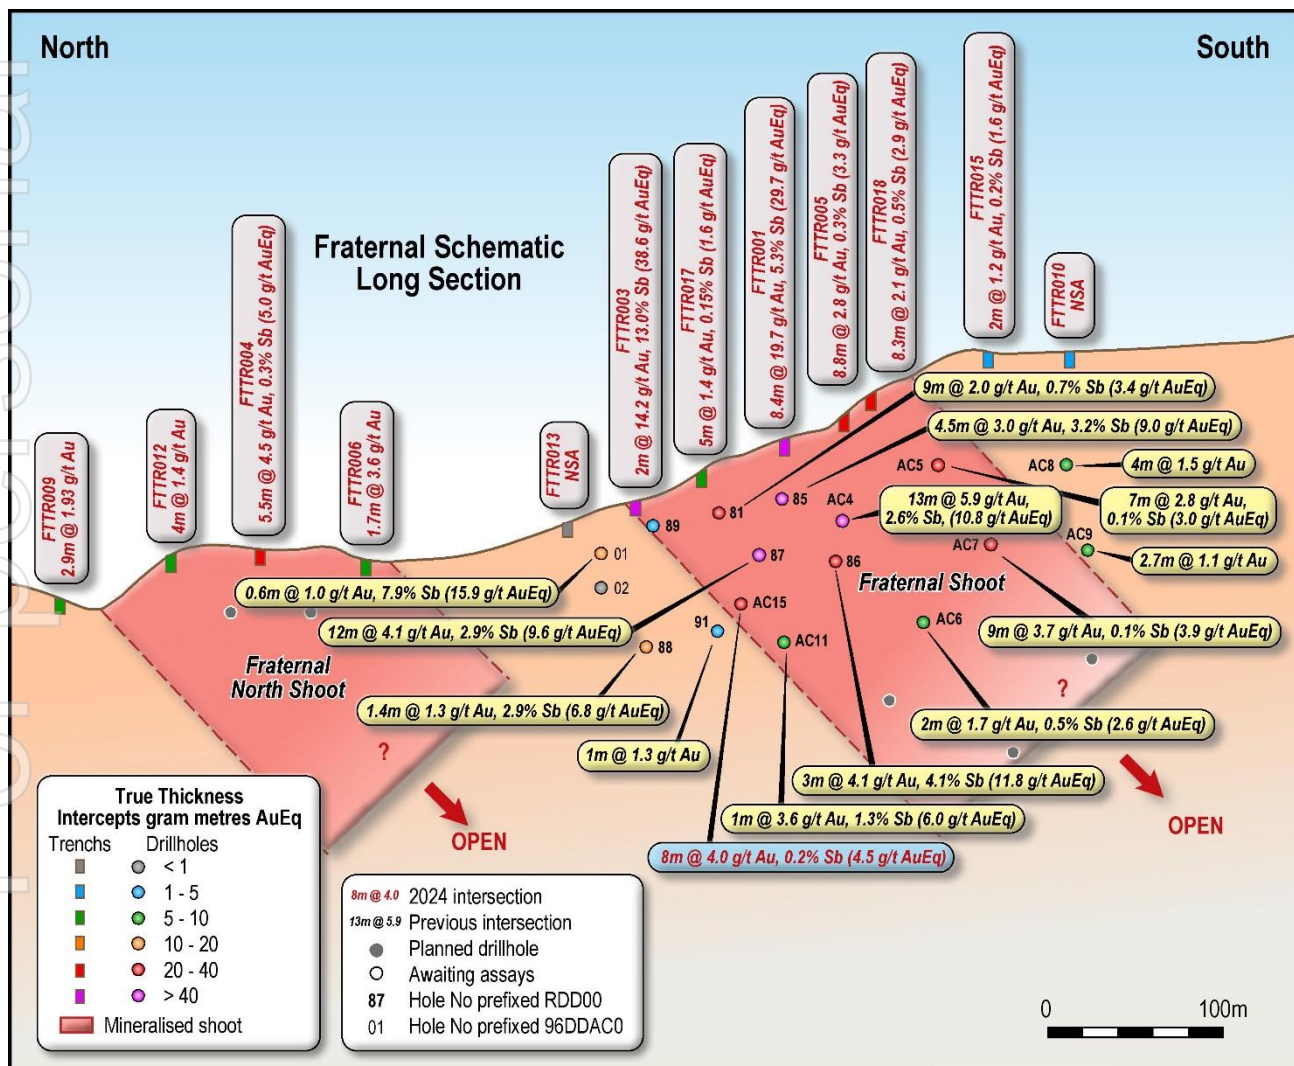 North
South
Fraternal Schematic
Long Section
FTTR009
2.9m @ 1.93 g/t Au
FTTR012
4m @ 1.4 g/t Au
FTTR004
5.5m @ 4.5 g/t Au, 0.3% Sb (5.0 g/t AuEq)
FTTR006
1.7m @ 3.6 g/t Au
FTTR013
NSA
FTTR003
2m @ 14.2 g/t Au, 13.0% Sb (38.6 g/t AuEq)
FTTR017
5m @ 1.4 g/t Au, 0.15% Sb (1.6 g/t AuEq)
FTTR001
8.4m @ 19.7 g/t Au, 5.3% Sb (29.7 g/t AuEq)
FTTR005
8.8m @ 2.8 g/t Au, 0.3% Sb (3.3 g/t AuEq)
FTTR018
8.3m @ 2.1 g/t Au, 0.5% Sb (2.9 g/t AuEq)
FTTR015
2m @ 1.2 g/t Au, 0.2% Sb (1.6 g/t AuEq)
FTTR010
NSA
9m @ 2.0 g/t Au, 0.7% Sb (3.4 g/t AuEq)
4.5m @ 3.0 g/t Au, 3.2% Sb (9.0 g/t AuEq)
AC5
AC8
4m @ 1.5 g/t Au
89
81
85
AC4
13m @ 5.9 g/t Au,
2.6% Sb, (10.8 g/t AuEq)
7m @ 2.8 g/t Au,
0.1% Sb (3.0 g/t AuEq)
01
87
86
AC7
AC9
2.7m @ 1.1 g/t Au
Fraternal Shoot
0.6m @ 1.0 g/t Au, 7.9% Sb (15.9 g/t AuEq)
02
AC15
12m @ 4.1 g/t Au, 2.9% Sb (9.6 g/t AuEq)
91
AC11
AC6
9m @ 3.7 g/t Au, 0.1% Sb (3.9 g/t AuEq)
88
Fraternal
North Shoot
?
?
1.4m @ 1.3 g/t Au, 2.9% Sb (6.8 g/t AuEq)
2m @ 1.7 g/t Au, 0.5% Sb (2.6 g/t AuEq)
1m @ 1.3 g/t Au
3m @ 4.1 g/t Au, 4.1% Sb (11.8 g/t AuEq)
1m @ 3.6 g/t Au, 1.3% Sb (6.0 g/t AuEq)
8m @ 4.0 g/t Au, 0.2% Sb (4.5 g/t AuEq)
OPEN
OPEN
True Thickness
Intercepts gram metres AuEq
Trenchs Drillholes
< 1
1 - 5
5 - 10
10 - 20
20 - 40
> 40
Mineralised shoot
8m @ 4.0 2024 intersection
13m @ 5.9 Previous intersection
Planned drillhole
Awaiting assays
87 Hole No prefixed RDD00
01 Hole No prefixed 96DDAC0
0 100m